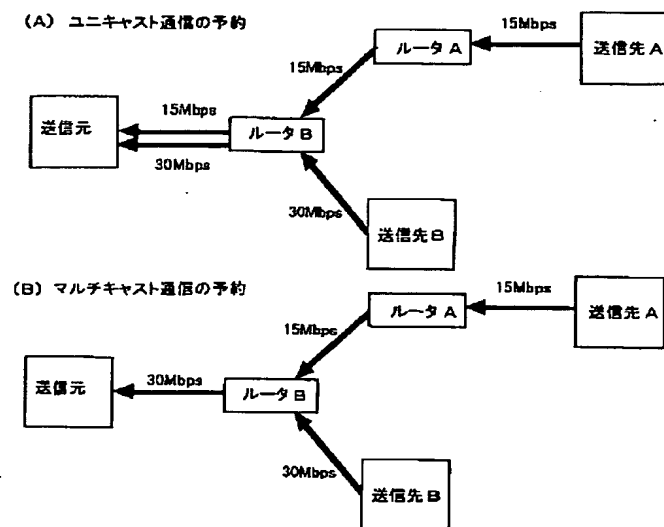 (A) ユニキャスト通信の予約
ルータ A
15Mbps
送信先 A
15Mbps
送信元
15Mbps
30Mbps
ルータ B
30Mbps
送信先 B
(B) マルチキャスト通信の予約
ルータ A
15Mbps
送信先 A
15Mbps
送信元
30Mbps
ルータ B
30Mbps
送信先 B